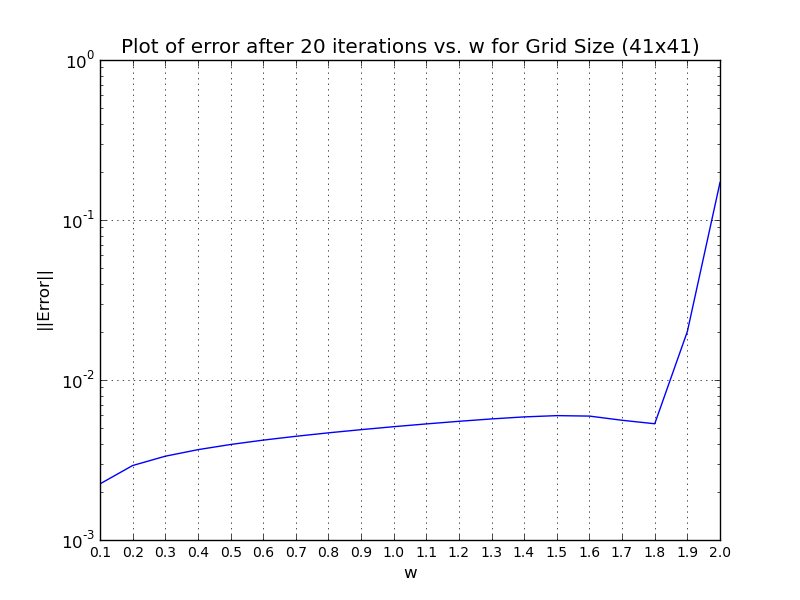 Plot of error after 20 iterations vs. w for Grid Size (41x41)
10^0
10^-1
10^-2
10^-3
||Error||
0.1 0.2 0.3 0.4 0.5 0.6 0.7 0.8 0.9 1.0 1.1 1.2 1.3 1.4 1.5 1.6 1.7 1.8 1.9 2.0
w